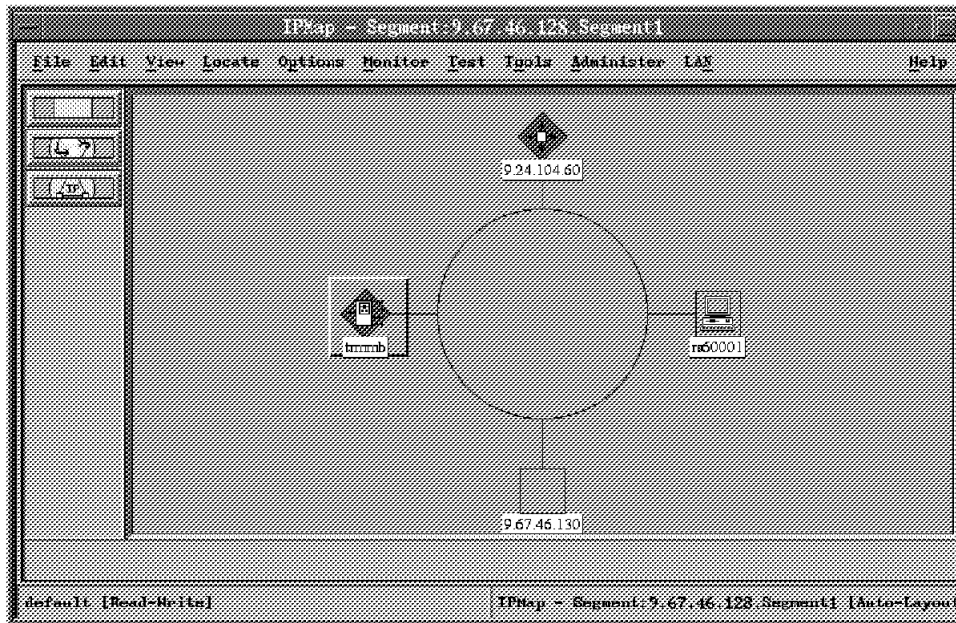 IPMap - Segment:9.67.46.128.Segment1
File Edit View Locate Options Monitor Test Tools Administer LAN Help
IP
9.24.104.60
rs60001
9.67.46.130
default [Read-Write]
IPMap - Segment:9.67.46.128.Segment1 [Auto-Layout